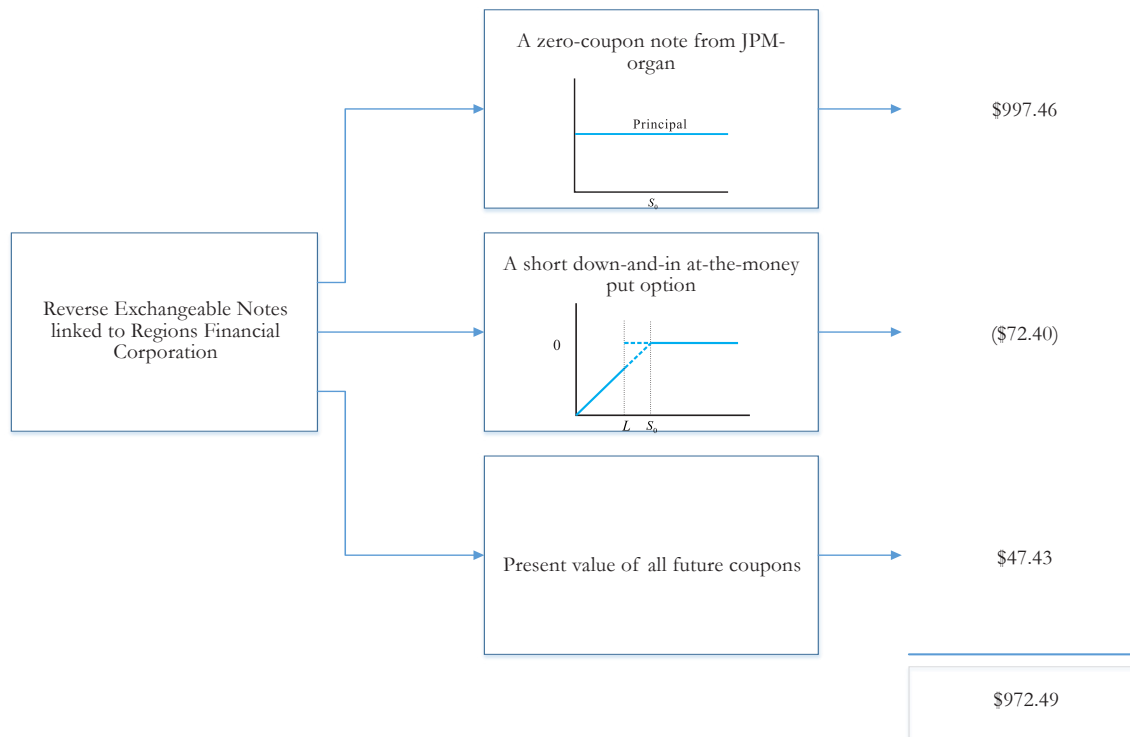 A zero-coupon note from JPM-
organ
Principal
S₀
$997.46
Reverse Exchangeable Notes
linked to Regions Financial
Corporation
A short down-and-in at-the-money
put option
0
L S₀
($72.40)
Present value of all future coupons
$47.43
$972.49